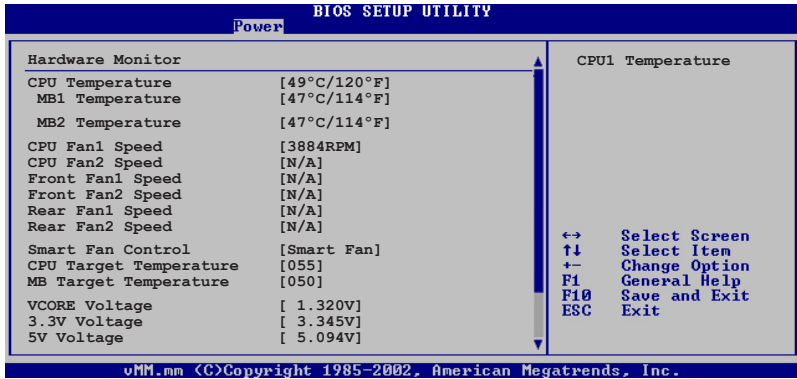 BIOS SETUP UTILITY
Power
Hardware Monitor
CPU Temperature [49°C/120°F]
MB1 Temperature [47°C/114°F]
MB2 Temperature [47°C/114°F]
CPU Fan1 Speed [3884RPM]
CPU Fan2 Speed [N/A]
Front Fan1 Speed [N/A]
Front Fan2 Speed [N/A]
Rear Fan1 Speed [N/A]
Rear Fan2 Speed [N/A]
Smart Fan Control [Smart Fan]
CPU Target Temperature [055]
MB Target Temperature [050]
VCORE Voltage [ 1.320V]
3.3V Voltage [ 3.345V]
5V Voltage [ 5.094V]
CPU1 Temperature
←→ Select Screen
↑↓ Select Item
+- Change Option
F1 General Help
F10 Save and Exit
ESC Exit
vMM.mm (C)Copyright 1985-2002, American Megatrends, Inc.